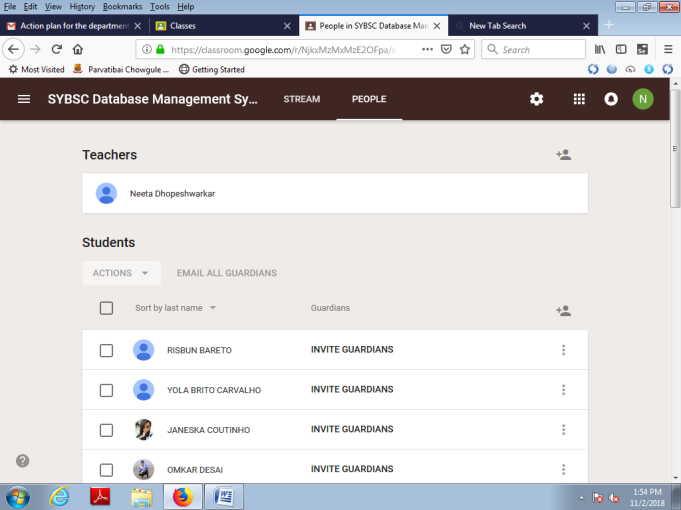 File Edit View History Bookmarks Tools Help
Action plan for the department Classes People in SYBSC Database Man New Tab Search
https://classroom.google.com/r/NjkxMzMxMzE2OFpa/s Search
Most Visited Parvatibai Chowgule ... Getting Started
SYBSC Database Management Sy... STREAM PEOPLE N
Teachers
Neeta Dhopeshwarkar
Students
ACTIONS EMAIL ALL GUARDIANS
Sort by last name Guardians
RISBUN BARETO INVITE GUARDIANS
YOLA BRITO CARVALHO INVITE GUARDIANS
JANESKA COUTINHO INVITE GUARDIANS
OMKAR DESAI INVITE GUARDIANS
1:54 PM
11/2/2018